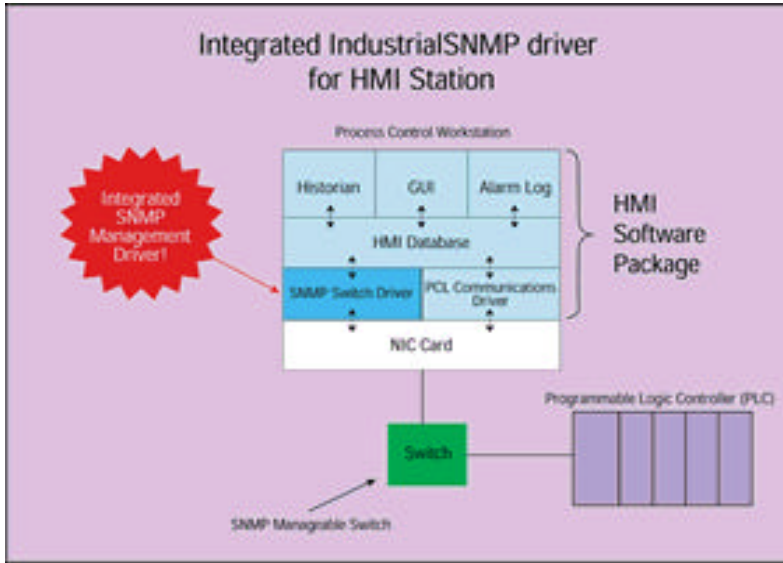 Integrated IndustrialSNMP driver
for HMI Station
Process Control Workstation
Integrated
SNMP
Management
Driver!
Historian
GUI
Alarm Log
HMI Database
HMI
Software
Package
SNMP Switch Driver
PCL Communications
Driver
NIC Card
Programmable Logic Controller (PLC)
Switch
SNMP Managrable Switch